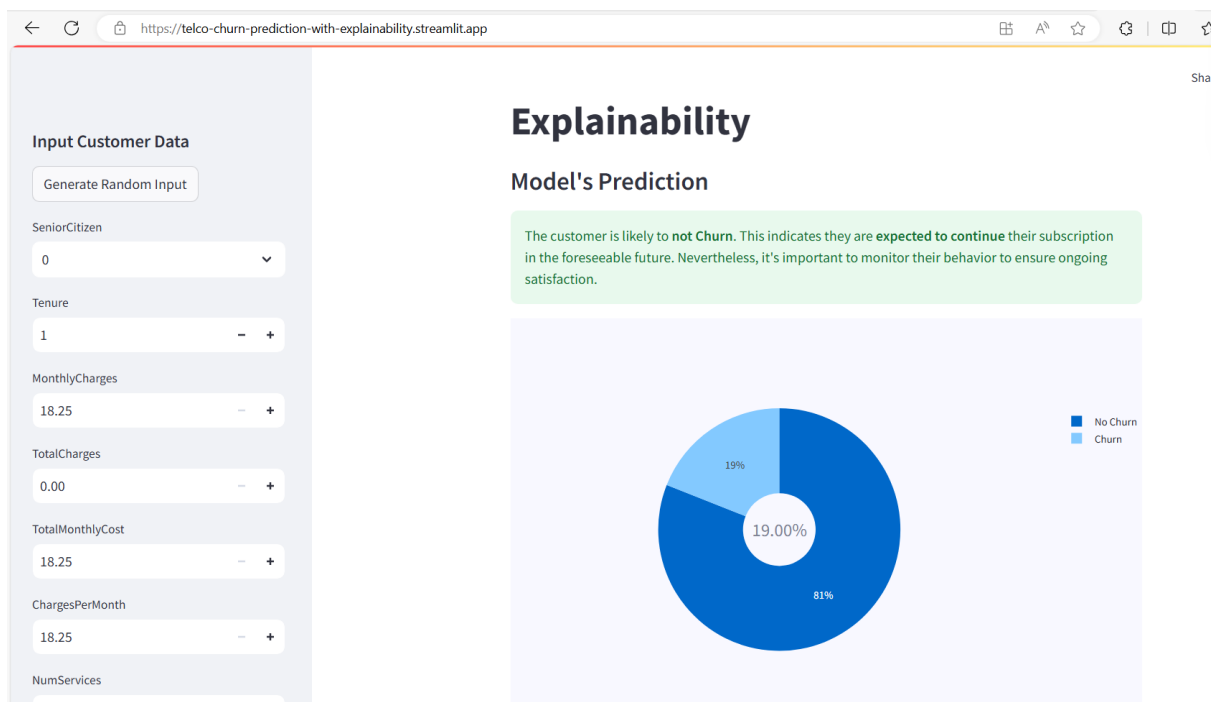 https://telco-churn-prediction-with-explainability.streamlit.app
Sha
Input Customer Data
Generate Random Input
SeniorCitizen
0
Tenure
1
MonthlyCharges
18.25
TotalCharges
0.00
TotalMonthlyCost
18.25
ChargesPerMonth
18.25
NumServices
Explainability
Model's Prediction
The customer is likely to not Churn. This indicates they are expected to continue their subscription
in the foreseeable future. Nevertheless, it's important to monitor their behavior to ensure ongoing
satisfaction.
No Churn
Churn
19%
19.00%
81%